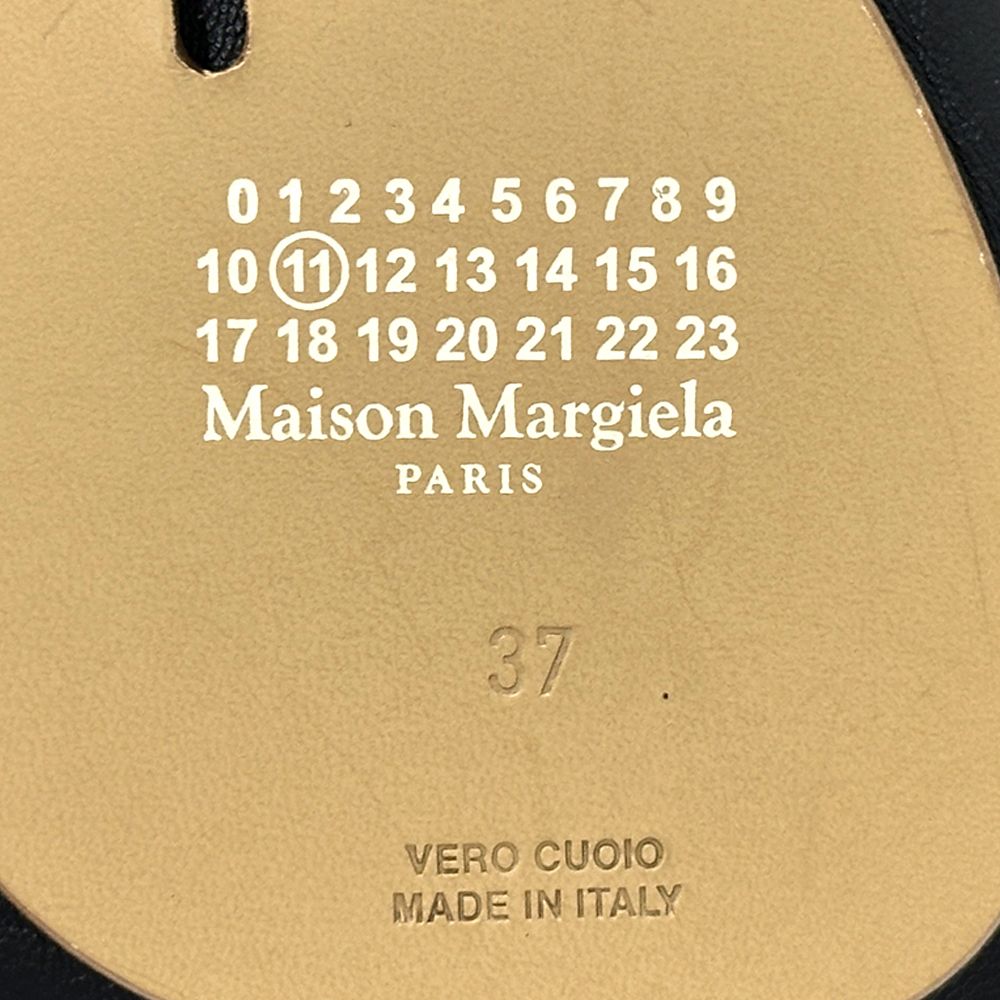 0 1 2 3 4 5 6 7 8 9
10 11 12 13 14 15 16
17 18 19 20 21 22 23
Maison Margiela
PARIS
37
VERO CUOIO
MADE IN ITALY